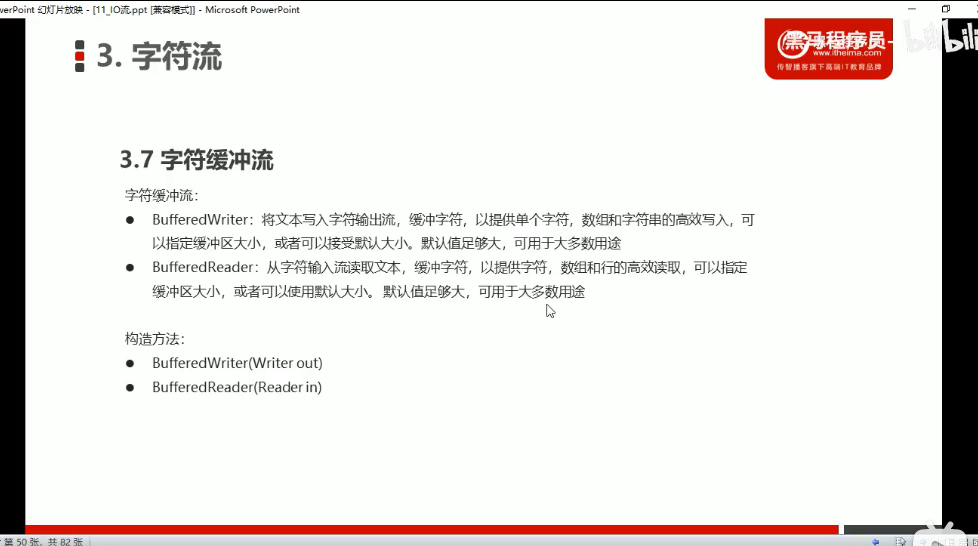 werPoint 幻灯片放映 - [11_IO流.ppt [兼容模式]] - Microsoft PowerPoint
3. 字符流
黑马程序员
www.itheima.com
传智播客旗下高端IT教育品牌
bilibili
3.7 字符缓冲流
字符缓冲流：
● BufferedWriter：将文本写入字符输出流，缓冲字符，以提供单个字符，数组和字符串的高效写入，可
以指定缓冲区大小，或者可以接受默认大小。默认值足够大，可用于大多数用途
● BufferedReader：从字符输入流读取文本，缓冲字符，以提供字符，数组和行的高效读取，可以指定
缓冲区大小，或者可以使用默认大小。 默认值足够大，可用于大多数用途
构造方法：
● BufferedWriter(Writer out)
● BufferedReader(Reader in)
第 50 张，共 82 张